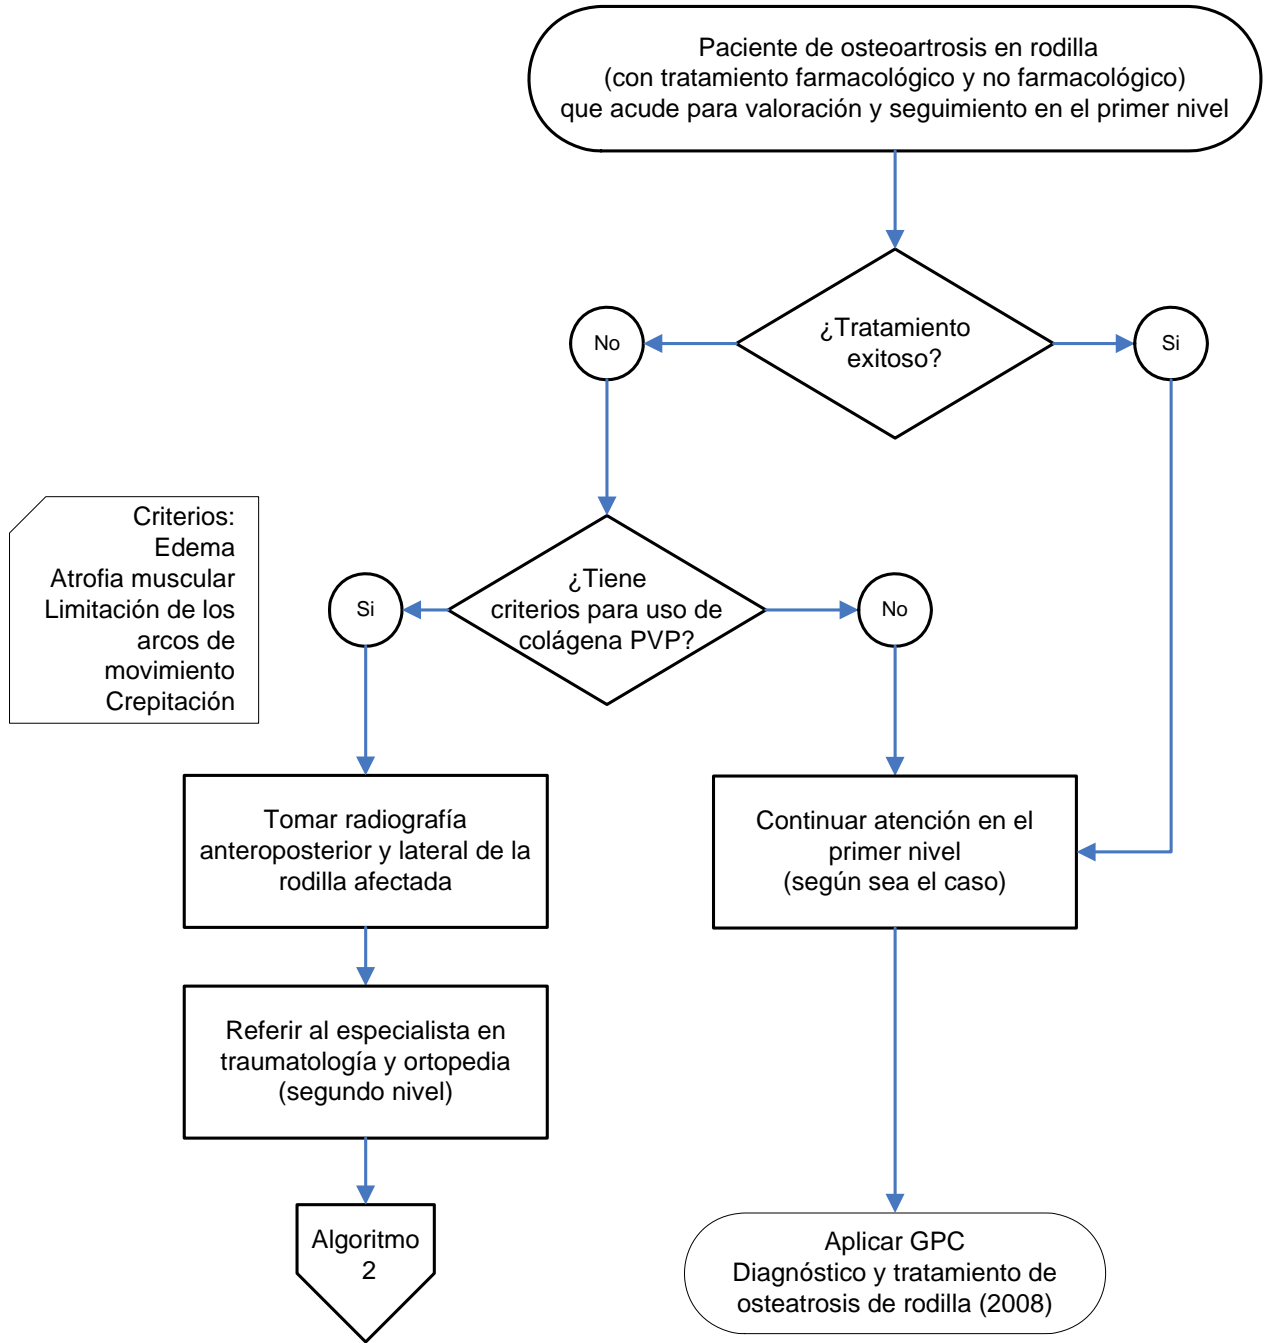 Paciente de osteoartrosis en rodilla
(con tratamiento farmacológico y no farmacológico)
que acude para valoración y seguimiento en el primer nivel
¿Tratamiento
exitoso?
No
Si
Criterios:
Edema
Atrofia muscular
Limitación de los
arcos de
movimiento
Crepitación
¿Tiene
criterios para uso de
colágena PVP?
Si
No
Tomar radiografía
anteroposterior y lateral de la
rodilla afectada
Continuar atención en el
primer nivel
(según sea el caso)
Referir al especialista en
traumatología y ortopedia
(segundo nivel)
Algoritmo
2
Aplicar GPC
Diagnóstico y tratamiento de
osteatrosis de rodilla (2008)